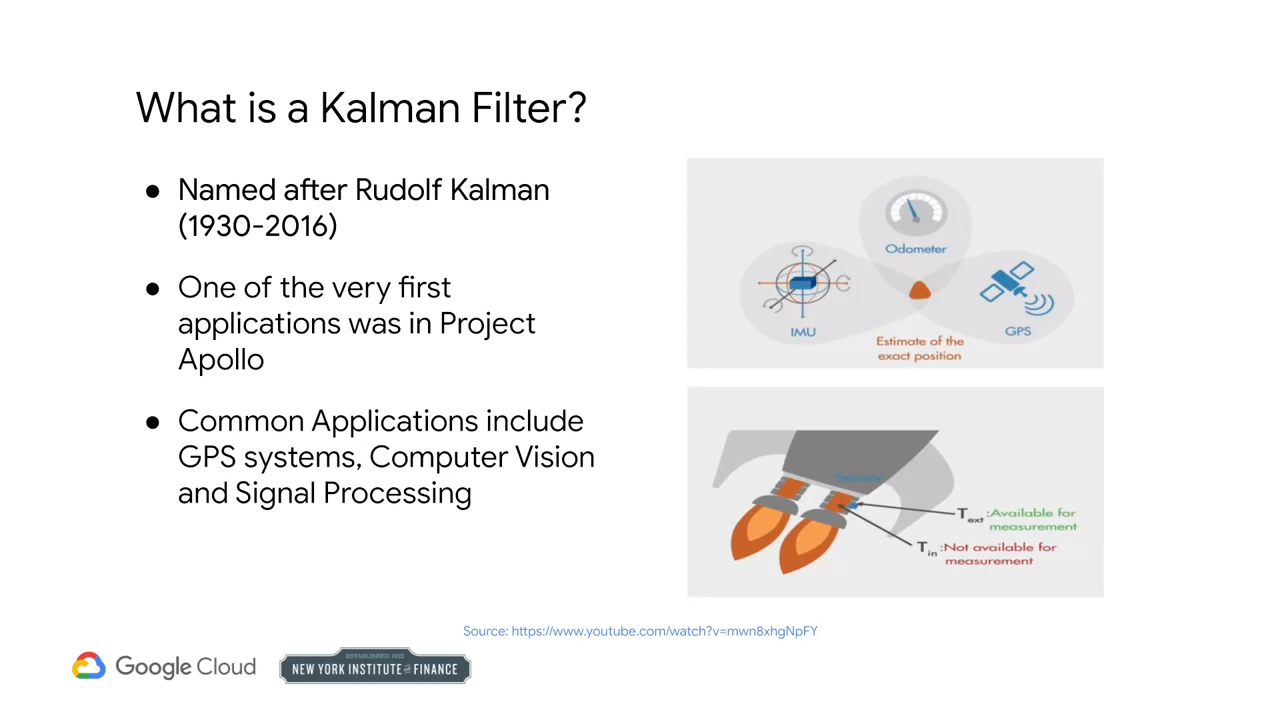 What is a Kalman Filter?
● Named after Rudolf Kalman
(1930-2016)
● One of the very first
applications was in Project
Apollo
● Common Applications include
GPS systems, Computer Vision
and Signal Processing
Odometer
IMU
GPS
Estimate of the
exact position
Sensor
Text :Available for
measurement
Tin :Not available for
measurement
Source: https://www.youtube.com/watch?v=mwn8xhgNpFY
Google Cloud
ESTABLISHED 1922
NEW YORK INSTITUTE OF FINANCE